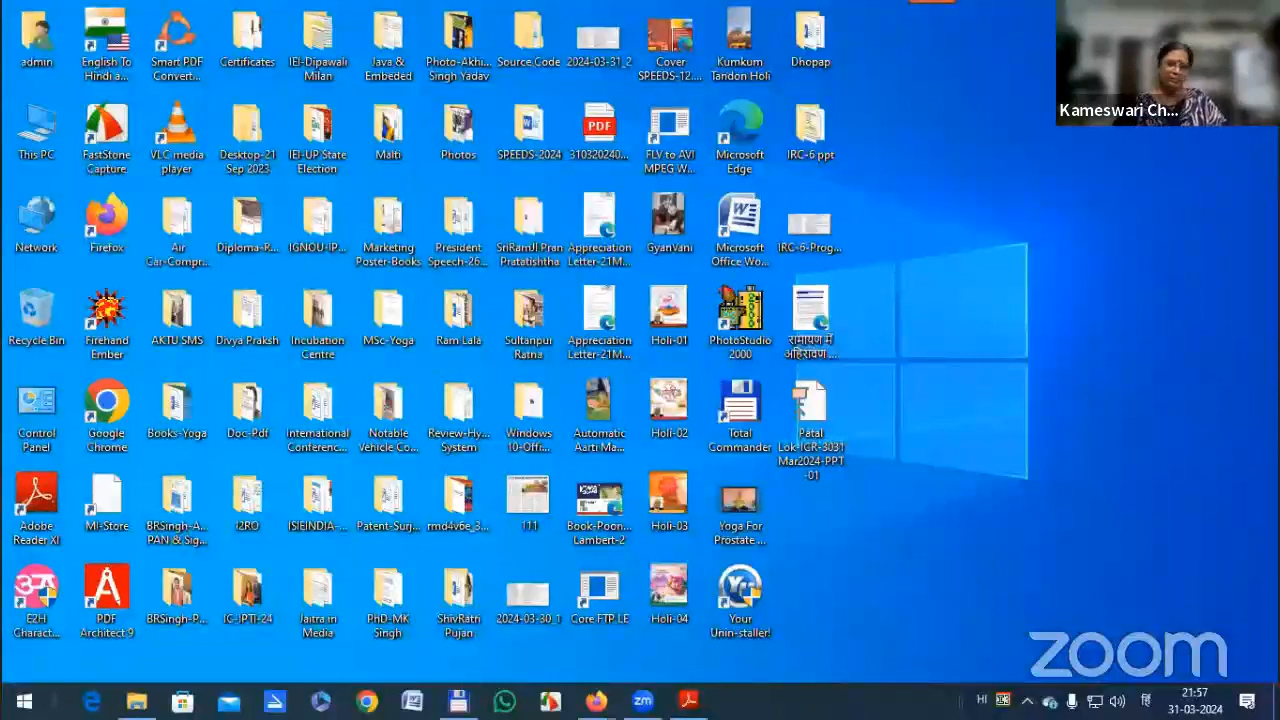 admin
English To
Hindi a...
Smart PDF
Convert...
Certificates
IEI-Dipawali
Milan
Java &
Embeded
Photo-Akhi...
Singh Yadav
Source Code
2024-03-31_2
Cover
SPEEDS-12....
Kumkum
Tandon Holi
Dhopap
Kameswari Ch...
This PC
FastStone
Capture
VLC media
player
Desktop-21
Sep 2023
IEI-UP State
Election
Malti
Photos
SPEEDS-2024
PDF
310320240...
FLV to AVI
MPEG W...
Microsoft
Edge
IRC-6 ppt
Network
Firefox
Air
Car-Compr...
Diploma-R...
IGNOU-IP...
Marketing
Poster-Books
President
Speech-26...
SriRamJI Pran
Pratatishtha
Appreciation
Letter-21M...
GyanVani
Microsoft
Office Wo...
IRC-6-Prog...
Recycle Bin
Firehand
Ember
AKTU SMS
Divya Praksh
Incubation
Centre
MSc-Yoga
Ram Lala
Sultanpur
Ratna
Appreciation
Letter-21M...
Holi-01
PhotoStudio
2000
रामायण में
अहिरावण ...
Control
Panel
Google
Chrome
Books-Yoga
Doc-Pdf
International
Conferenc...
Notable
Vehicle Co...
Review-Hy...
System
Windows
10-Offi...
Automatic
Aarti Ma...
Holi-02
Total
Commander
Patal
Lok-ICR-3031
Mar2024-PPT
-01
Adobe
Reader XI
MI-Store
BRSingh-A...
PAN & Sig...
I2RO
ISIEINDIA-...
Patent-Surj...
rmd4v6e_3...
111
Book-Poon...
Lambert-2
Holi-03
Yoga For
Prostate ...
E2H
Charact...
PDF
Architect 9
BRSingh-P...
IC-IPTI-24
Jaitra in
Media
PhD-MK
Singh
ShivRatri
Pujan
2024-03-30_1
Core FTP LE
Holi-04
Your
Unin-staller!
zoom
HI
21:57
31-03-2024